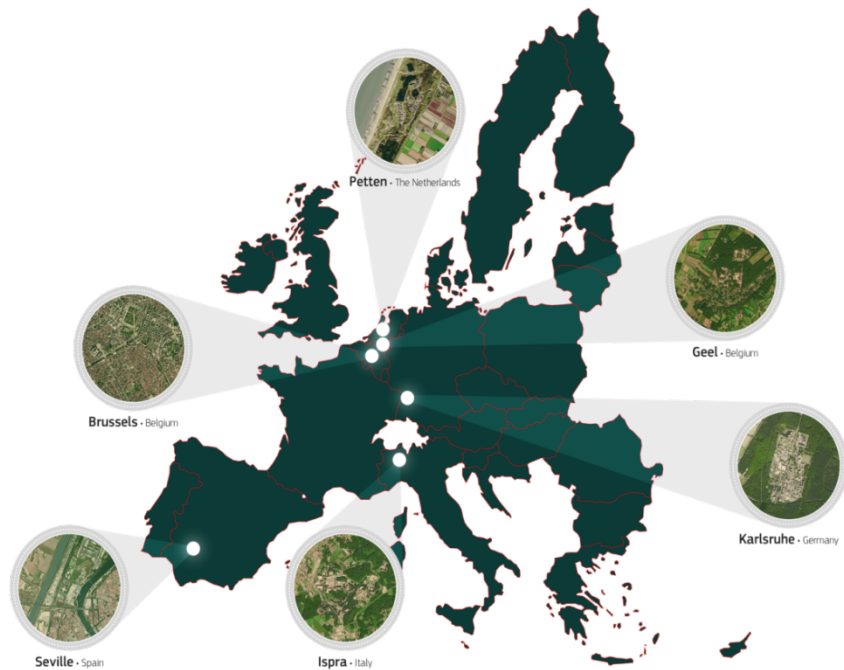 Petten · The Netherlands
Geel · Belgium
Brussels · Belgium
Karlsruhe · Germany
Seville · Spain
Ispra · Italy